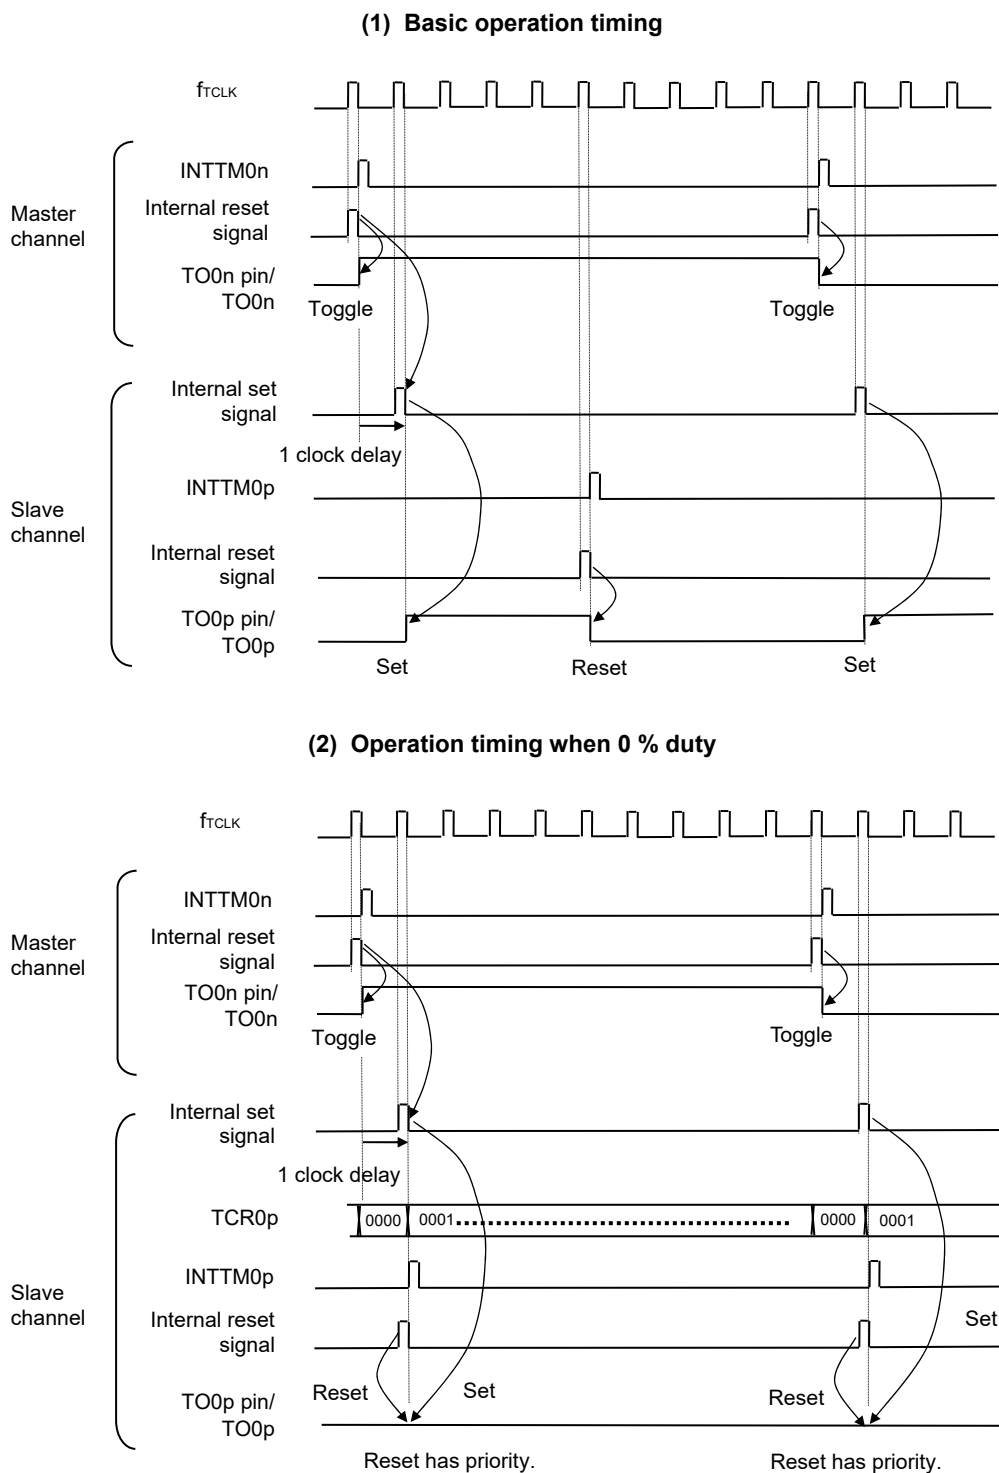 (1) Basic operation timing
fTCLK
INTTM0n
Master
channel
Internal reset
signal
TO0n pin/
TO0n
Toggle
Toggle
Internal set
signal
1 clock delay
INTTM0p
Slave
channel
Internal reset
signal
TO0p pin/
TO0p
Set
Reset
Set
(2) Operation timing when 0 % duty
fTCLK
INTTM0n
Master
channel
Internal reset
signal
TO0n pin/
TO0n
Toggle
Toggle
Internal set
signal
1 clock delay
TCR0p
0000
0001
0000
0001
INTTM0p
Slave
channel
Internal reset
signal
Set
Reset
Set
Reset
TO0p pin/
TO0p
Reset has priority.
Reset has priority.